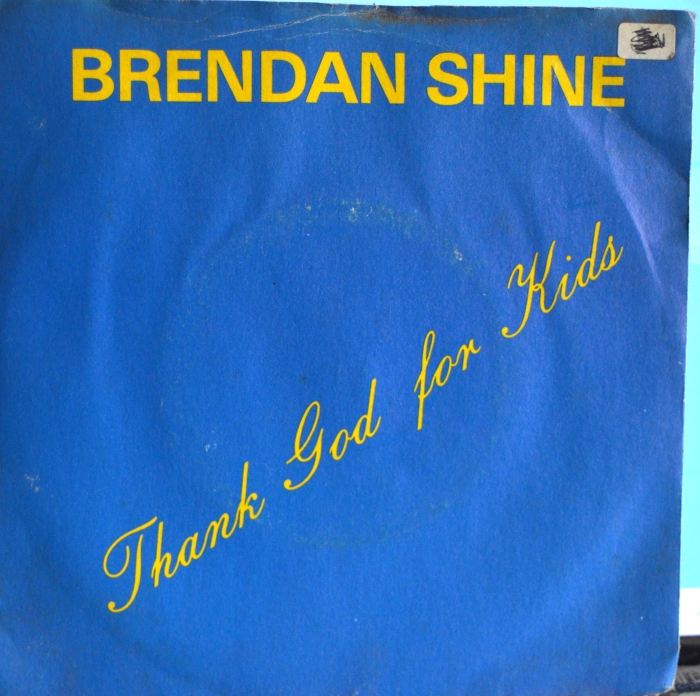 BRENDAN SHINE
Thank God for Kids